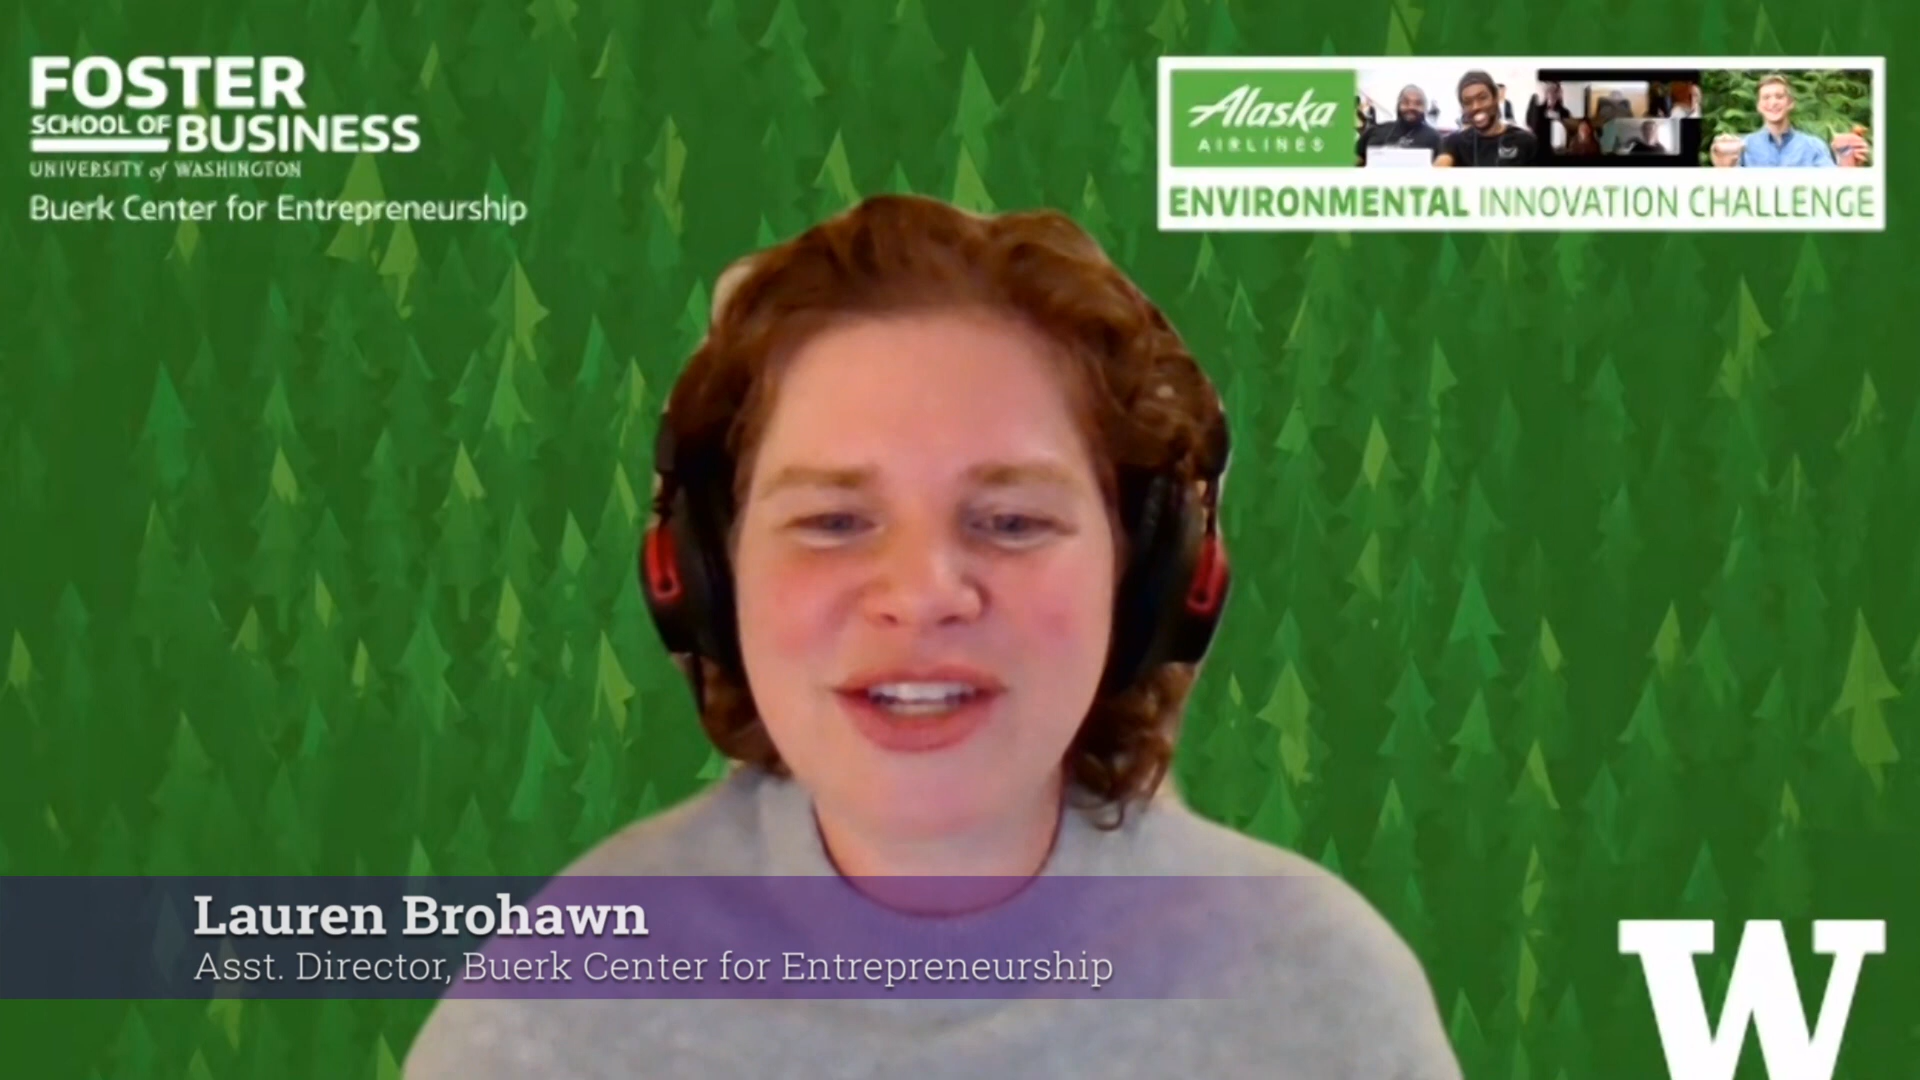 FOSTER
SCHOOL OF BUSINESS
UNIVERSITY of WASHINGTON
Buerk Center for Entrepreneurship
Alaska
AIRLINES
ENVIRONMENTAL INNOVATION CHALLENGE
Lauren Brohawn
Asst. Director, Buerk Center for Entrepreneurship
W